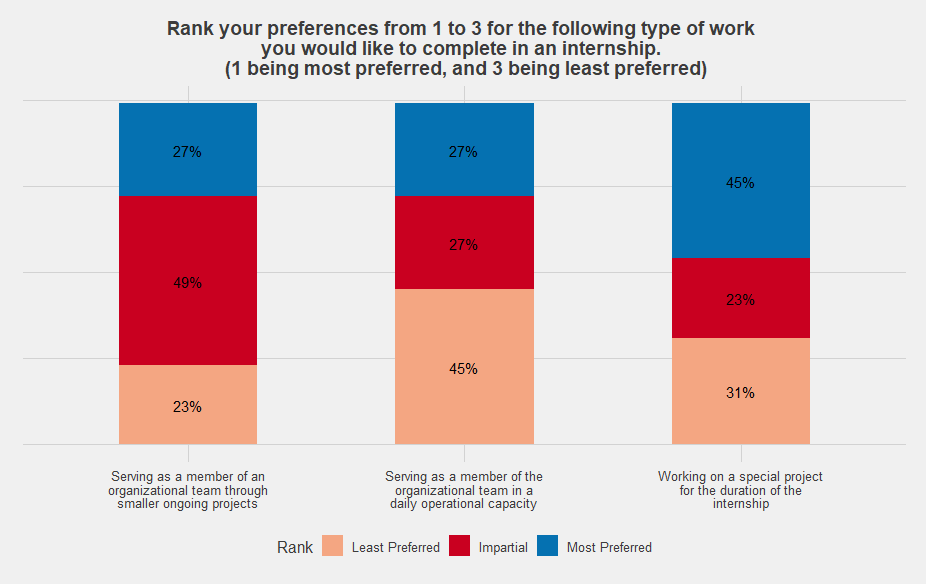 Rank your preferences from 1 to 3 for the following type of work
you would like to complete in an internship.
(1 being most preferred, and 3 being least preferred)
27%
49%
23%
27%
27%
45%
45%
23%
31%
Serving as a member of an
organizational team through
smaller ongoing projects
Serving as a member of the
organizational team in a
daily operational capacity
Working on a special project
for the duration of the
internship
Rank Least Preferred Impartial Most Preferred